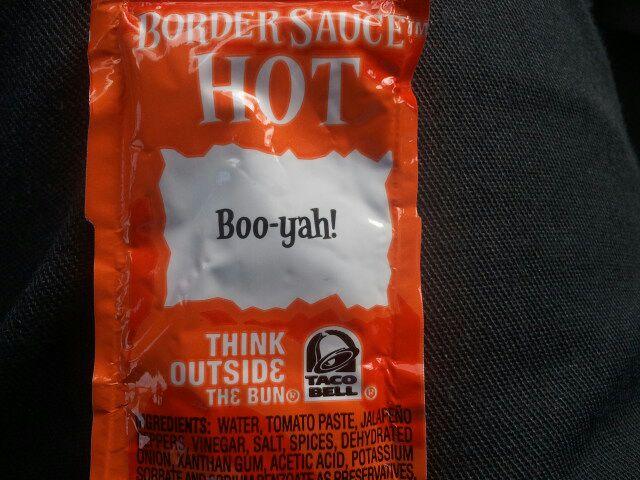 BORDER SAUCE™
HOT
Boo-yah!
THINK
OUTSIDE
THE BUN®
TACO
BELL®
INGREDIENTS: WATER, TOMATO PASTE, JALAPEÑO
PEPPERS, VINEGAR, SALT, SPICES, DEHYDRATED
ONION, XANTHAN GUM, ACETIC ACID, POTASSIUM
SORBATE AND SODIUM BENZOATE AS PRESERVATIVES.